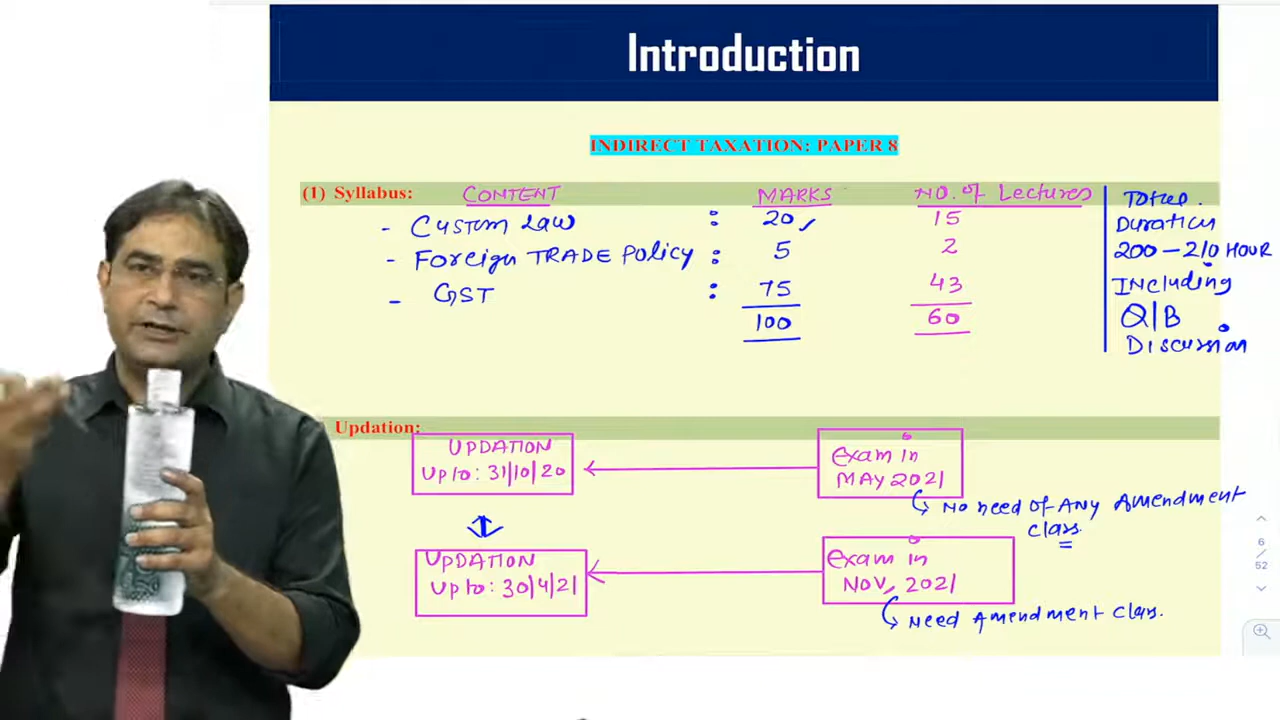 Introduction
INDIRECT TAXATION: PAPER 8
(1) Syllabus: CONTENT MARKS NO. of Lectures Total
- Custom Law : 20 15 Duration
- Foreign TRADE Policy : 5 2 200 - 210 HOUR
- GST : 75 43 Including
100 60 Q|B
Discussion
Updation:
UPDATION
Up to: 31/10/20
Exam in
MAY 2021
No need of Any Amendment
class.
UPDATION
Up to: 30/4/21
Exam in
NOV, 2021
Need Amendment Class.
6
/
52